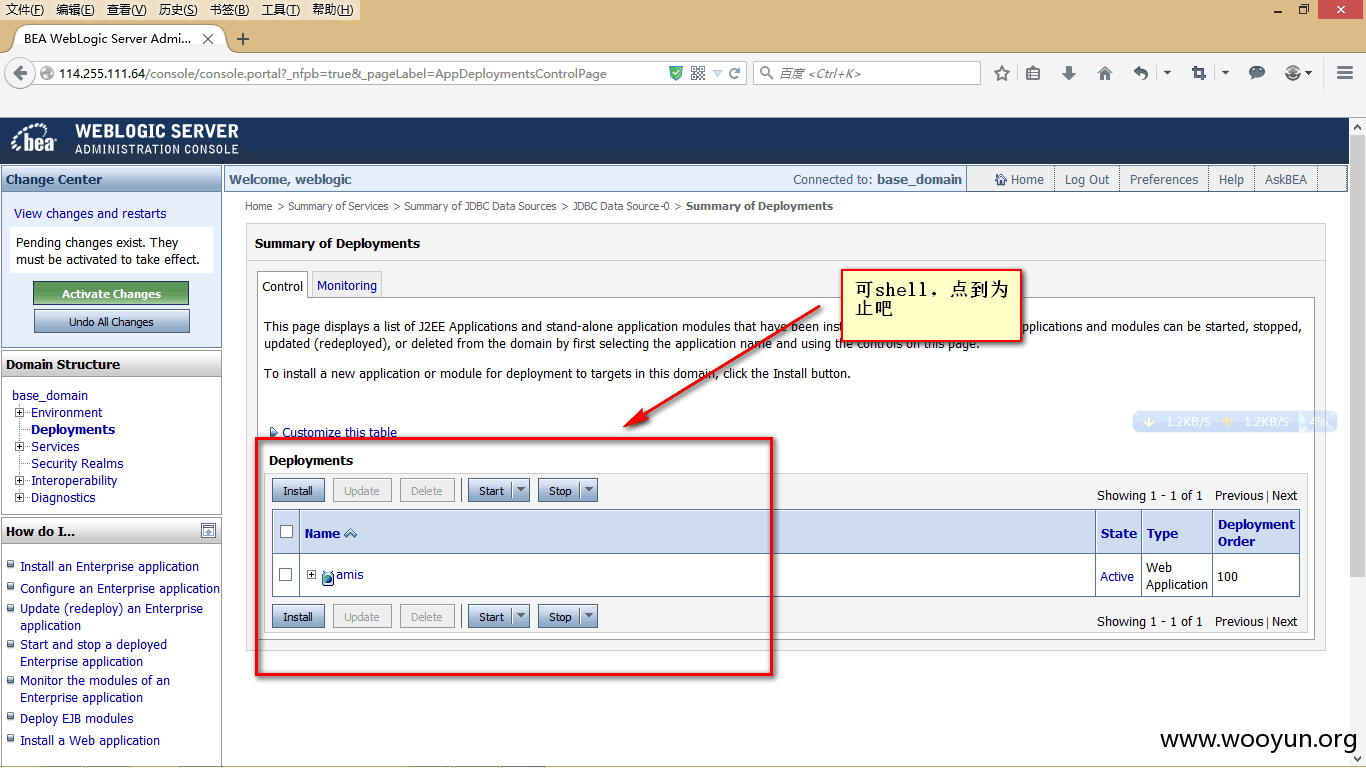 文件(F) 编辑(E) 查看(V) 历史(S) 书签(B) 工具(T) 帮助(H)
BEA WebLogic Server Admi...
114.255.111.64/console/console.portal?_nfpb=true&_pageLabel=AppDeploymentsControlPage
百度 <Ctrl+K>
bea
WEBLOGIC SERVER
ADMINISTRATION CONSOLE
Change Center
View changes and restarts
Pending changes exist. They
must be activated to take effect.
Activate Changes
Undo All Changes
Domain Structure
base_domain
Environment
Deployments
Services
Security Realms
Interoperability
Diagnostics
How do I...
Install an Enterprise application
Configure an Enterprise application
Update (redeploy) an Enterprise
application
Start and stop a deployed
Enterprise application
Monitor the modules of an
Enterprise application
Deploy EJB modules
Install a Web application
Welcome, weblogic
Connected to: base_domain
Home
Log Out
Preferences
Help
AskBEA
Home > Summary of Services > Summary of JDBC Data Sources > JDBC Data Source-0 > Summary of Deployments
Summary of Deployments
Control
Monitoring
可shell，点到为
止吧
This page displays a list of J2EE Applications and stand-alone application modules that have been inst applications and modules can be started, stopped,
updated (redeployed), or deleted from the domain by first selecting the application name and using the controls on this page.
To install a new application or module for deployment to targets in this domain, click the Install button.
1.2KB/S 1.2KB/S 4%
Customize this table
Deployments
Install Update Delete Start Stop
Showing 1 - 1 of 1 Previous | Next
Name State Type Deployment
Order
amis Active Web
Application 100
Install Update Delete Start Stop
Showing 1 - 1 of 1 Previous | Next
www.wooyun.org